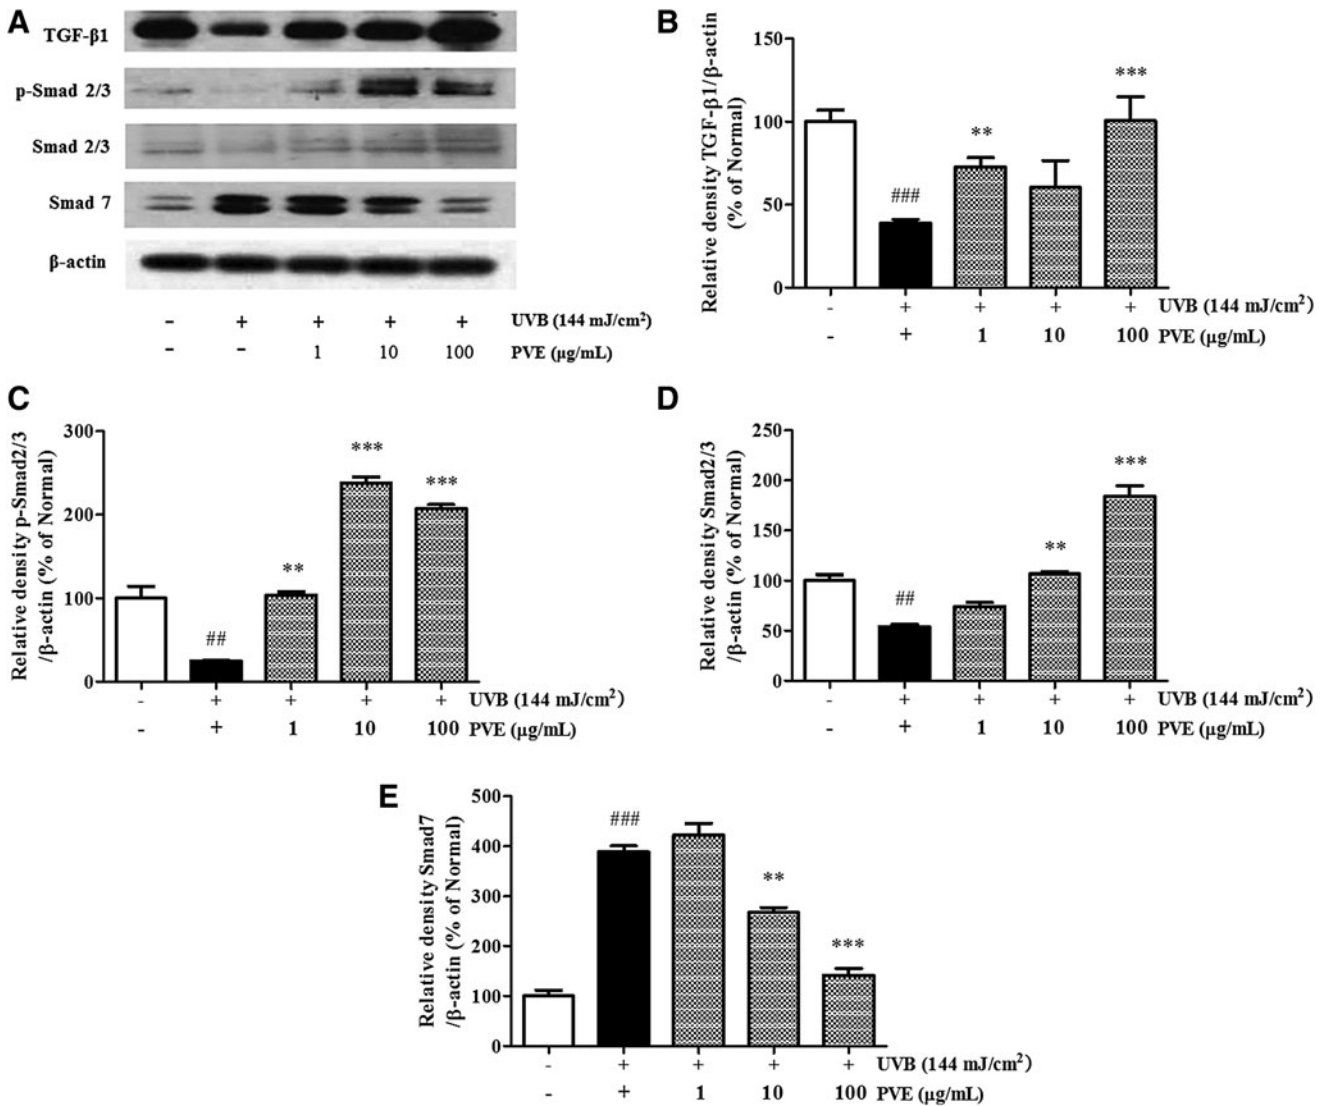 A
TGF-β1
p-Smad 2/3
Smad 2/3
Smad 7
β-actin
- + + + + UVB (144 mJ/cm²)
- - 1 10 100 PVE (µg/mL)
B
Relative density TGF-β1/β-actin
(% of Normal)
150
100
50
0
###
**
***
- + + + + UVB (144 mJ/cm²)
- + 1 10 100 PVE (µg/mL)
C
Relative density p-Smad2/3
/β-actin (% of Normal)
300
200
100
0
##
**
***
***
- + + + + UVB (144 mJ/cm²)
- + 1 10 100 PVE (µg/mL)
D
Relative density Smad2/3
/β-actin (% of Normal)
250
200
150
100
50
0
##
**
***
- + + + + UVB (144 mJ/cm²)
- + 1 10 100 PVE (µg/mL)
E
Relative density Smad7
/β-actin (% of Normal)
500
400
300
200
100
0
###
**
***
- + + + + UVB (144 mJ/cm²)
- + 1 10 100 PVE (µg/mL)